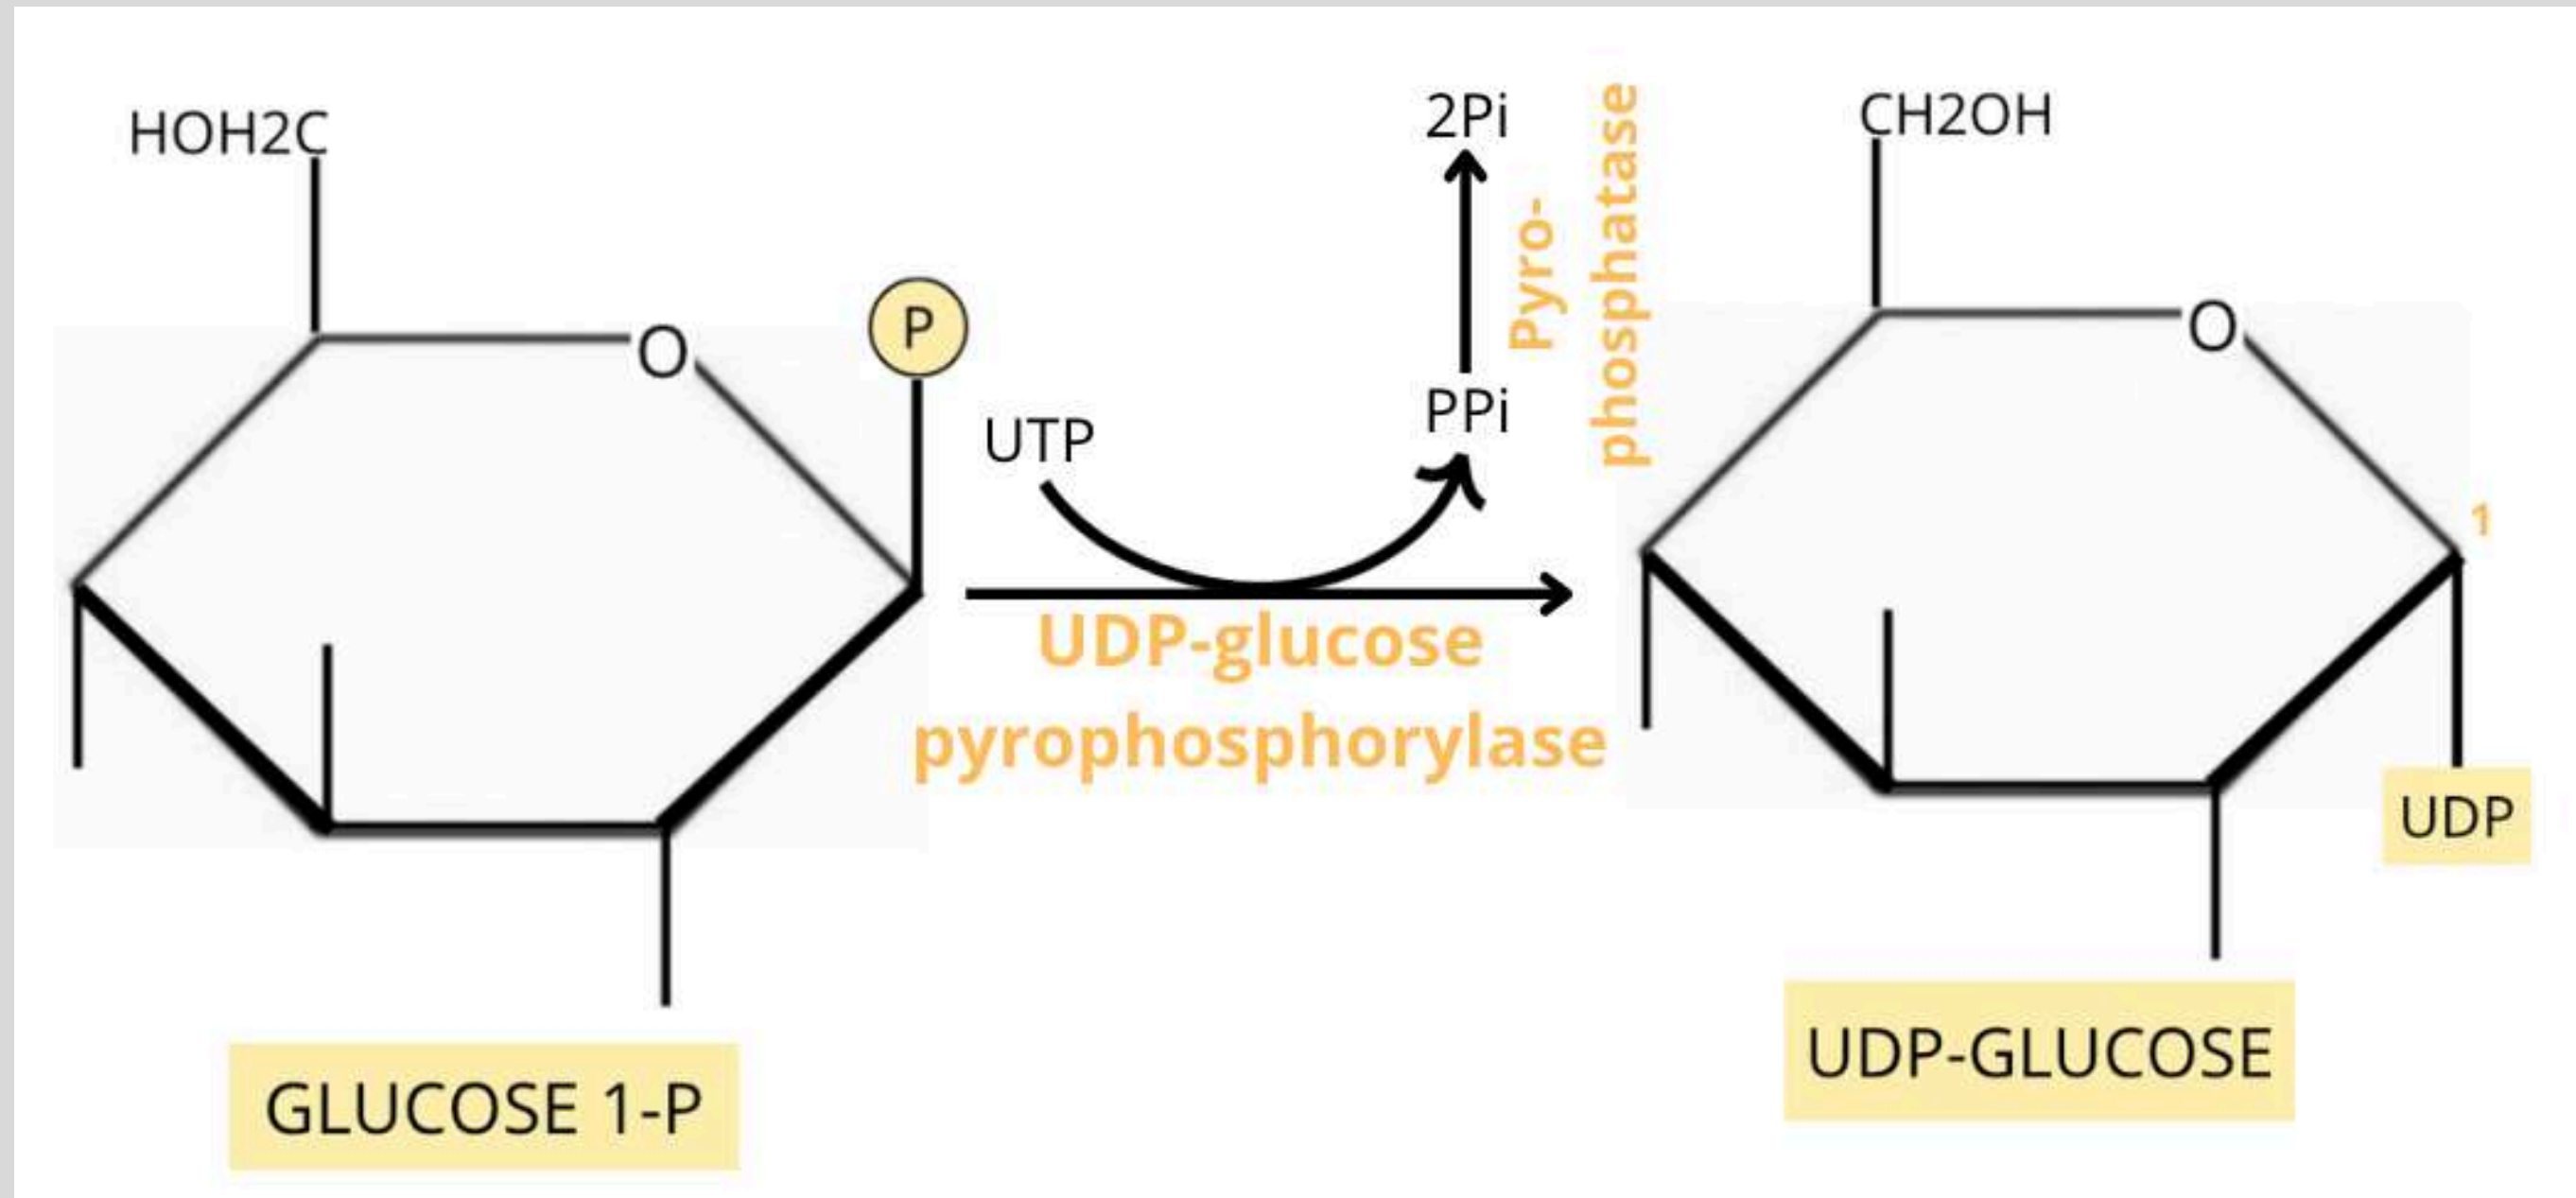 HOH2C
O
P
UTP
2Pi
PPi
Pyro-
phosphatase
UDP-glucose
pyrophosphorylase
GLUCOSE 1-P
CH2OH
O
1
UDP
UDP-GLUCOSE